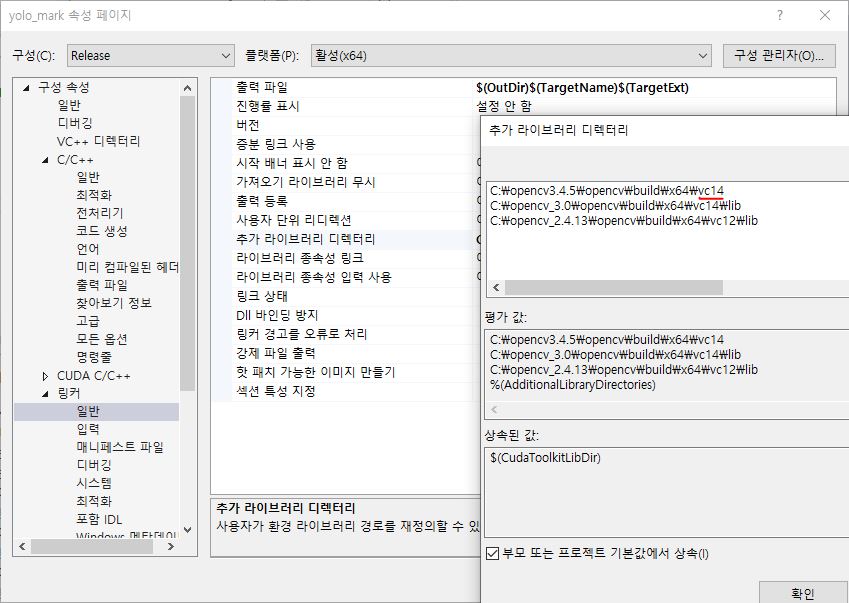 yolo_mark 속성 페이지
구성(C): Release 플랫폼(P): 활성(x64) 구성 관리자(O)...
구성 속성
일반
디버깅
VC++ 디렉터리
C/C++
일반
최적화
전처리기
코드 생성
언어
미리 컴파일된 헤더
출력 파일
찾아보기 정보
고급
모든 옵션
명령줄
CUDA C/C++
링커
일반
입력
매니페스트 파일
디버깅
시스템
최적화
포함 IDL
Windows 메타데이
출력 파일 $(OutDir)$(TargetName)$(TargetExt)
진행률 표시 설정 안 함
버전
증분 링크 사용
시작 배너 표시 안 함
가져오기 라이브러리 무시
출력 등록
사용자 단위 리디렉션
추가 라이브러리 디렉터리
라이브러리 종속성 링크
라이브러리 종속성 입력 사용
링크 상태
Dll 바인딩 방지
링커 경고를 오류로 처리
강제 파일 출력
핫 패치 가능한 이미지 만들기
섹션 특성 지정
추가 라이브러리 디렉터리
사용자가 환경 라이브러리 경로를 재정의할 수 있
추가 라이브러리 디렉터리
C:₩opencv3.4.5₩opencv₩build₩x64₩vc14
C:₩opencv_3.0₩opencv₩build₩x64₩vc14₩lib
C:₩opencv_2.4.13₩opencv₩build₩x64₩vc12₩lib
평가 값:
C:₩opencv3.4.5₩opencv₩build₩x64₩vc14
C:₩opencv_3.0₩opencv₩build₩x64₩vc14₩lib
C:₩opencv_2.4.13₩opencv₩build₩x64₩vc12₩lib
%(AdditionalLibraryDirectories)
상속된 값:
$(CudaToolkitLibDir)
부모 또는 프로젝트 기본값에서 상속(I)
확인